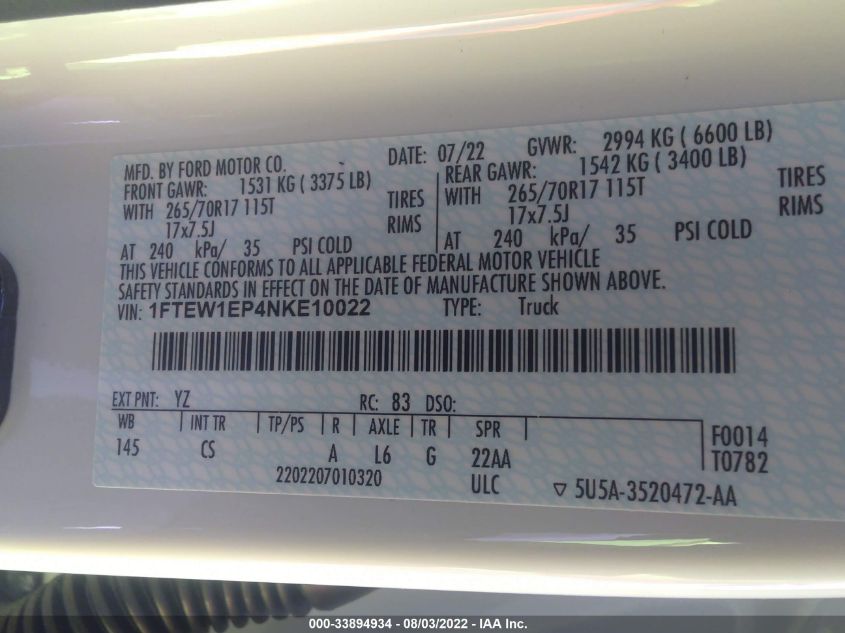 MFD. BY FORD MOTOR CO.
DATE: 07/22 GVWR: 2994 KG ( 6600 LB)
FRONT GAWR: 1531 KG ( 3375 LB)
REAR GAWR: 1542 KG ( 3400 LB)
WITH 265/70R17 115T TIRES
WITH 265/70R17 115T TIRES
17x7.5J RIMS
17x7.5J RIMS
AT 240 kPa/ 35 PSI COLD
AT 240 kPa/ 35 PSI COLD
THIS VEHICLE CONFORMS TO ALL APPLICABLE FEDERAL MOTOR VEHICLE
SAFETY STANDARDS IN EFFECT ON THE DATE OF MANUFACTURE SHOWN ABOVE.
VIN: 1FTEW1EP4NKE10022 TYPE: Truck
EXT PNT: YZ RC: 83 DSO:
WB INT TR TP/PS R AXLE TR SPR
145 CS A L6 G 22AA
F0014
T0782
2202207010320 ULC ▽ 5U5A-3520472-AA
000-33894934 - 08/03/2022 - IAA Inc.